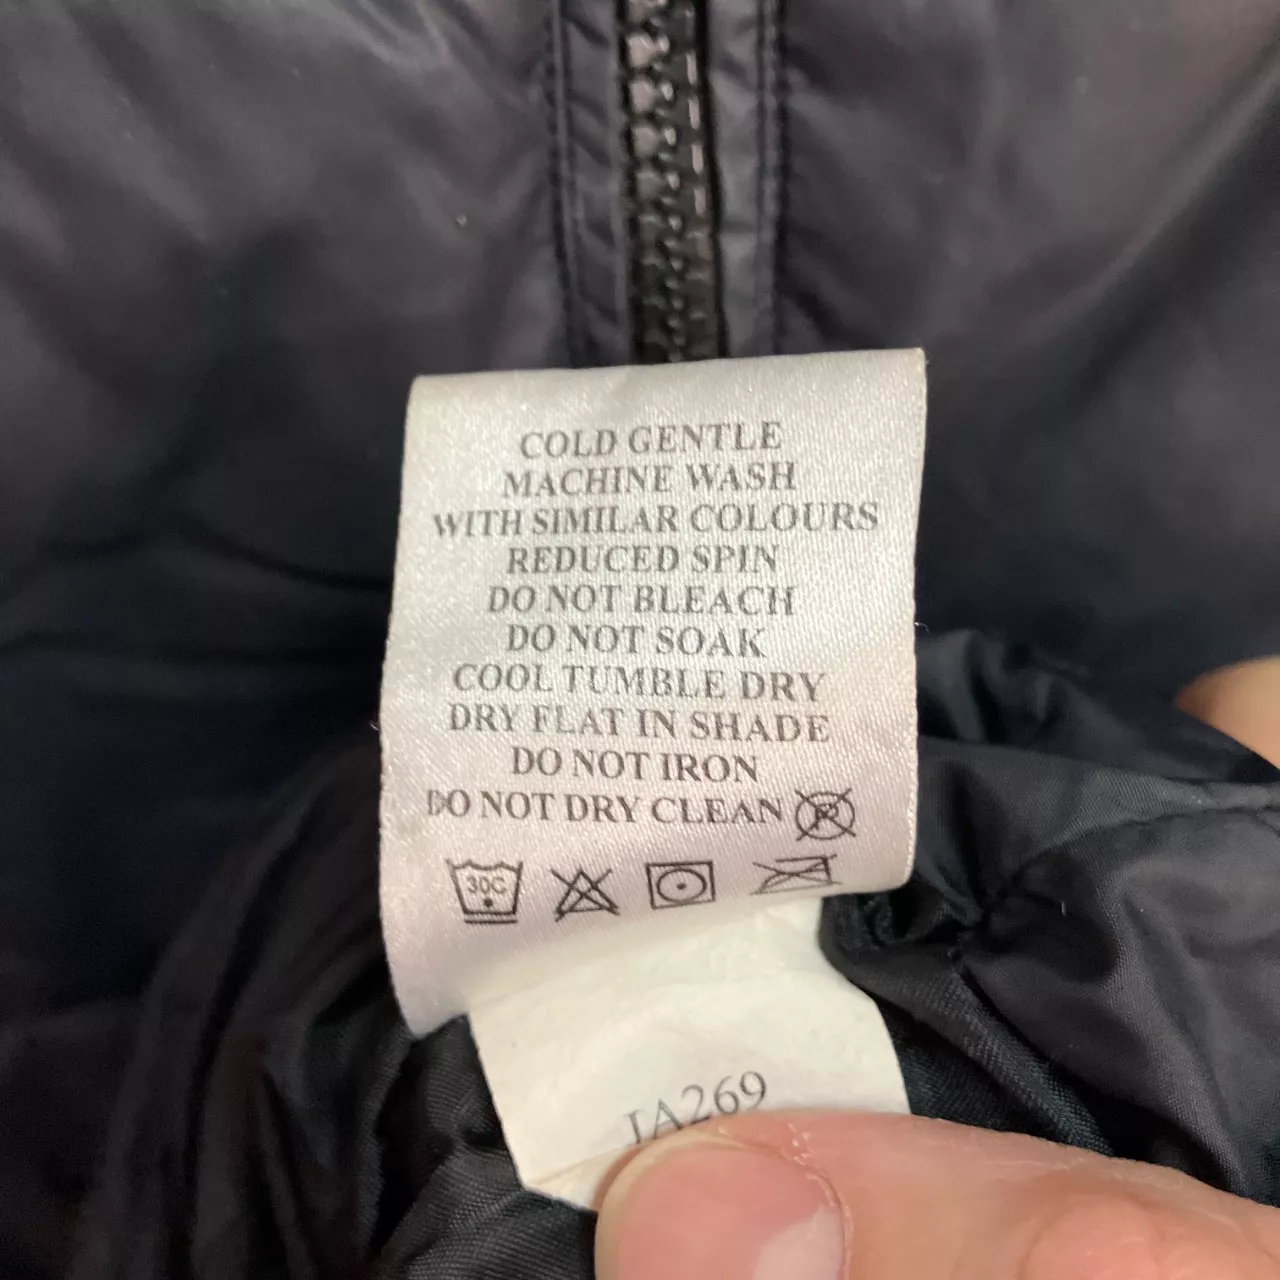 COLD GENTLE
MACHINE WASH
WITH SIMILAR COLOURS
REDUCED SPIN
DO NOT BLEACH
DO NOT SOAK
COOL TUMBLE DRY
DRY FLAT IN SHADE
DO NOT IRON
DO NOT DRY CLEAN P
30C
JA269